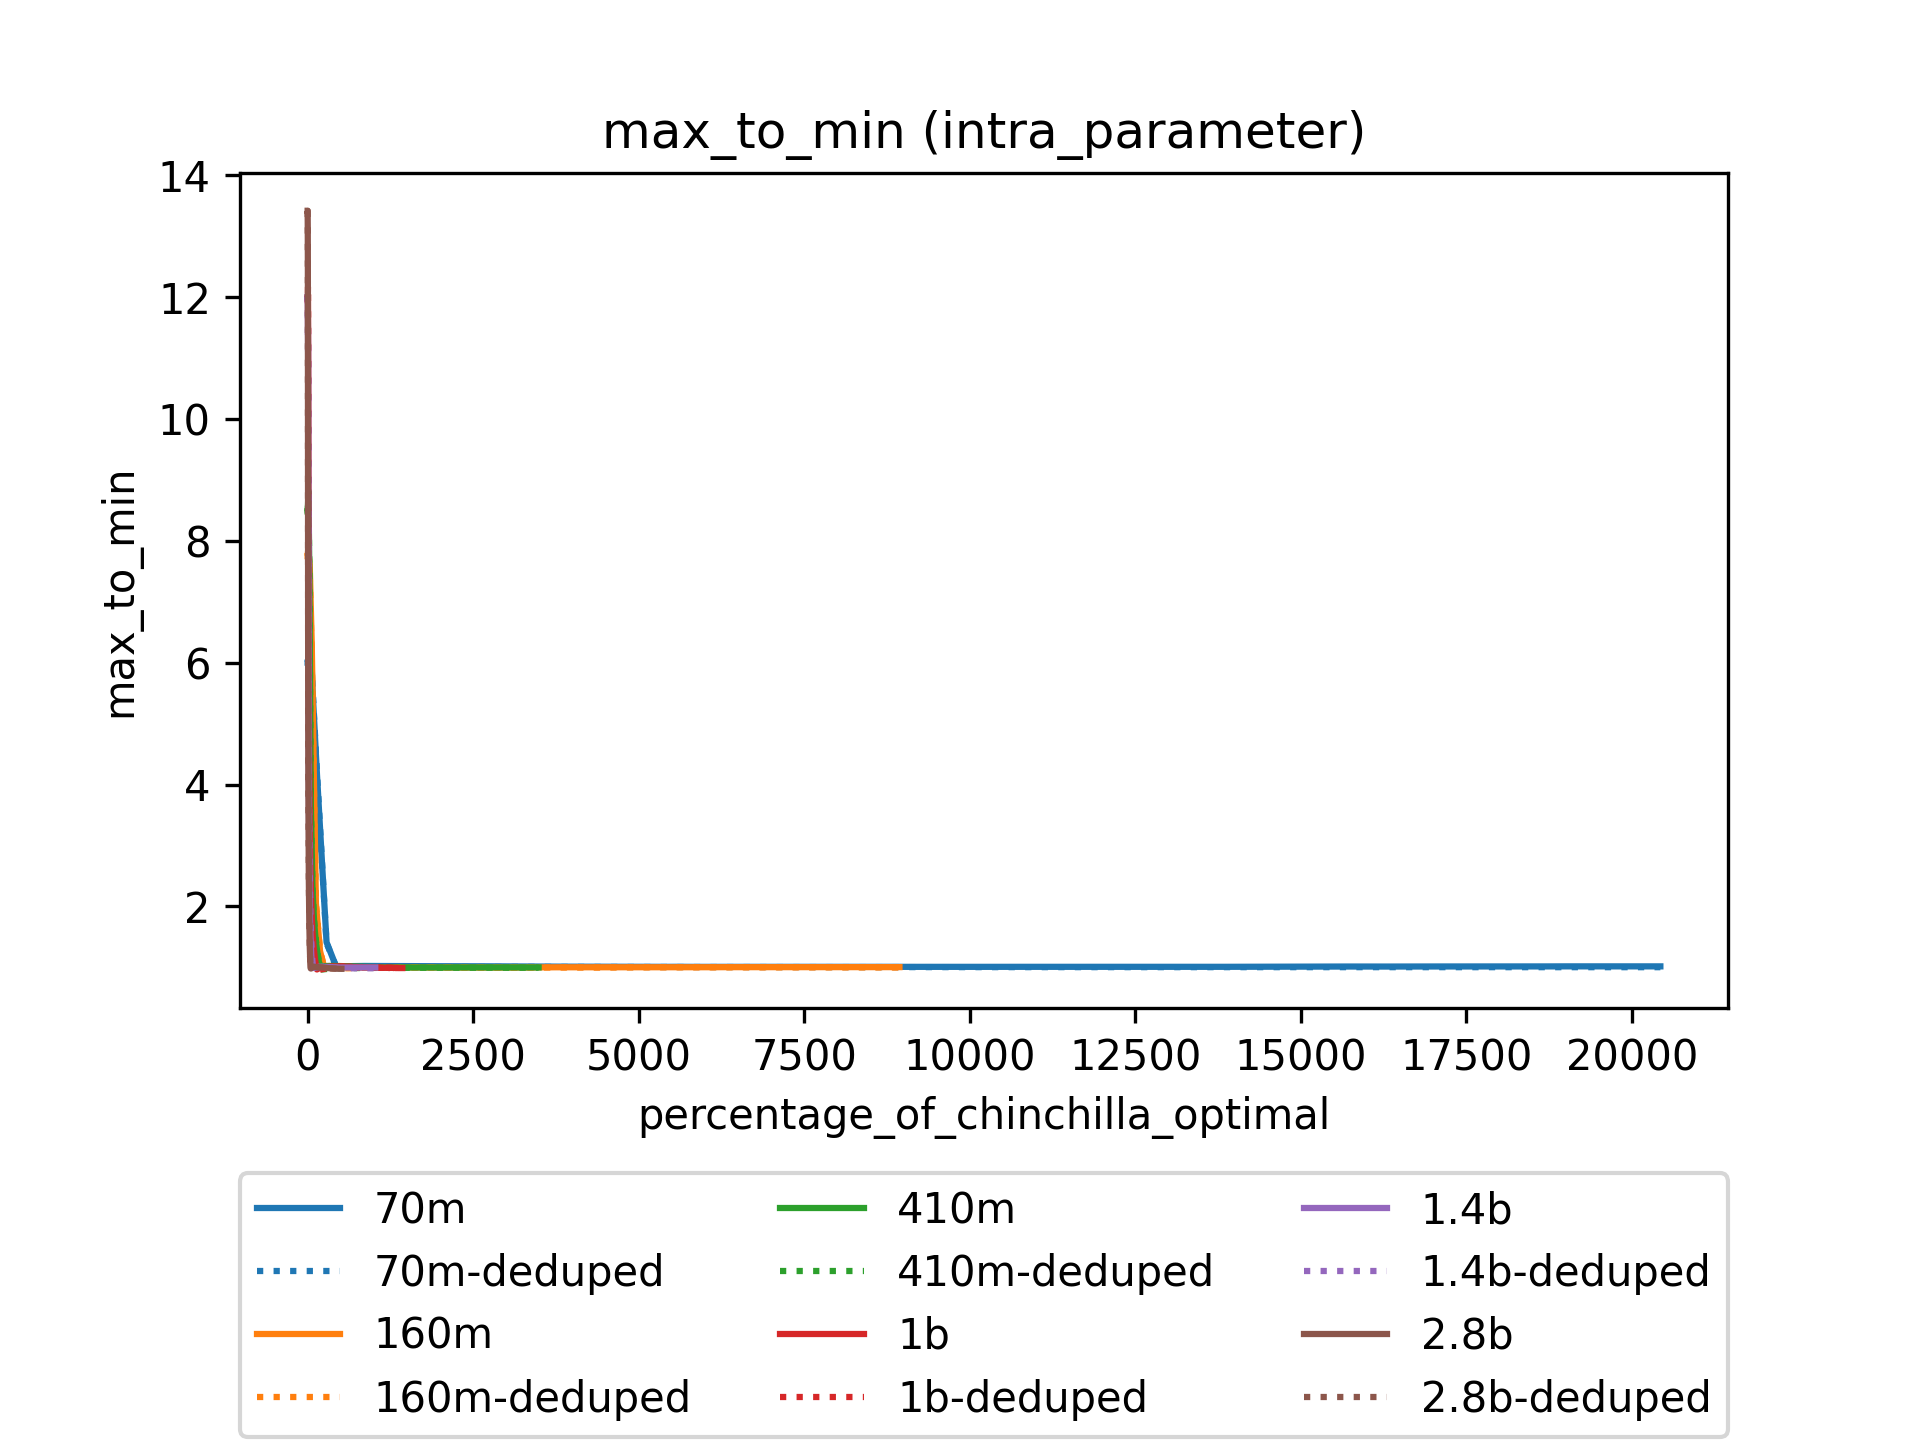 max_to_min (intra_parameter)
14
12
10
8
6
4
2
max_to_min
0 2500 5000 7500 10000 12500 15000 17500 20000
percentage_of_chinchilla_optimal
70m
70m-deduped
160m
160m-deduped
410m
410m-deduped
1b
1b-deduped
1.4b
1.4b-deduped
2.8b
2.8b-deduped